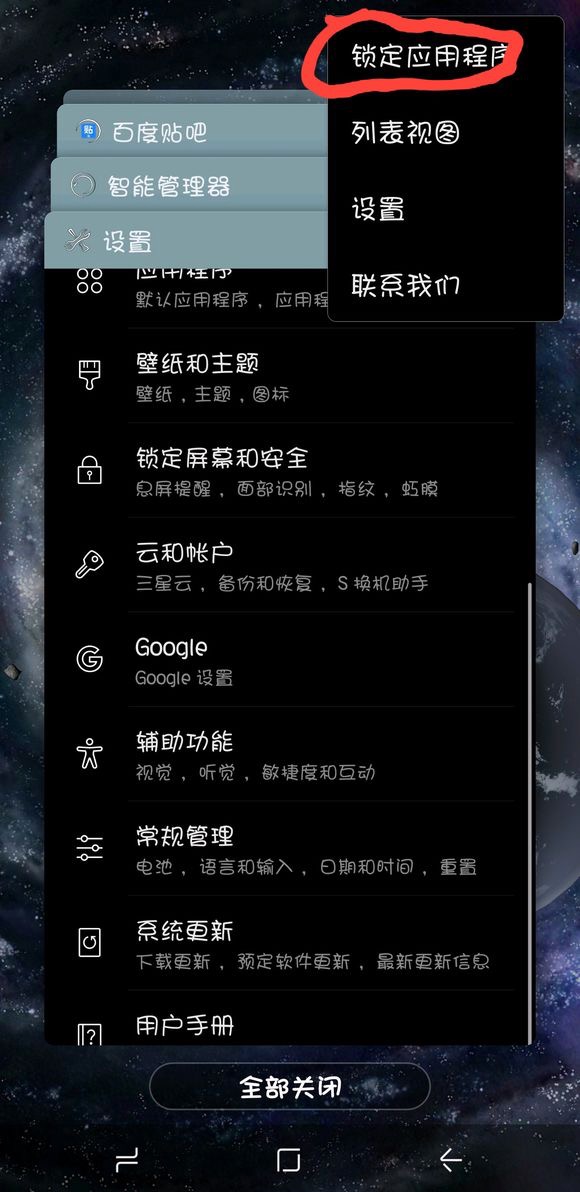 锁定应用程序
列表视图
设置
联系我们
贴
百度贴吧
智能管理器
设置
应用程序
默认应用程序，应用程
壁纸和主题
壁纸，主题，图标
锁定屏幕和安全
息屏提醒，面部识别，指纹，虹膜
云和帐户
三星云，备份和恢复，S 换机助手
Google
Google 设置
辅助功能
视觉，听觉，敏捷度和互动
常规管理
电池，语言和输入，日期和时间，重置
系统更新
下载更新，预定软件更新，最新更新信息
用户手册
全部关闭